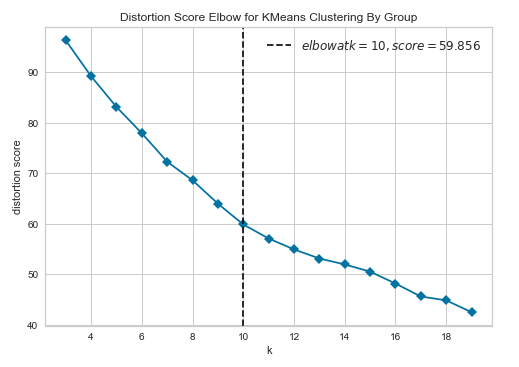 Distortion Score Elbow for KMeans Clustering By Group
elbowatk = 10, score = 59.856
distortion score
90
80
70
60
50
40
4 6 8 10 12 14 16 18
k